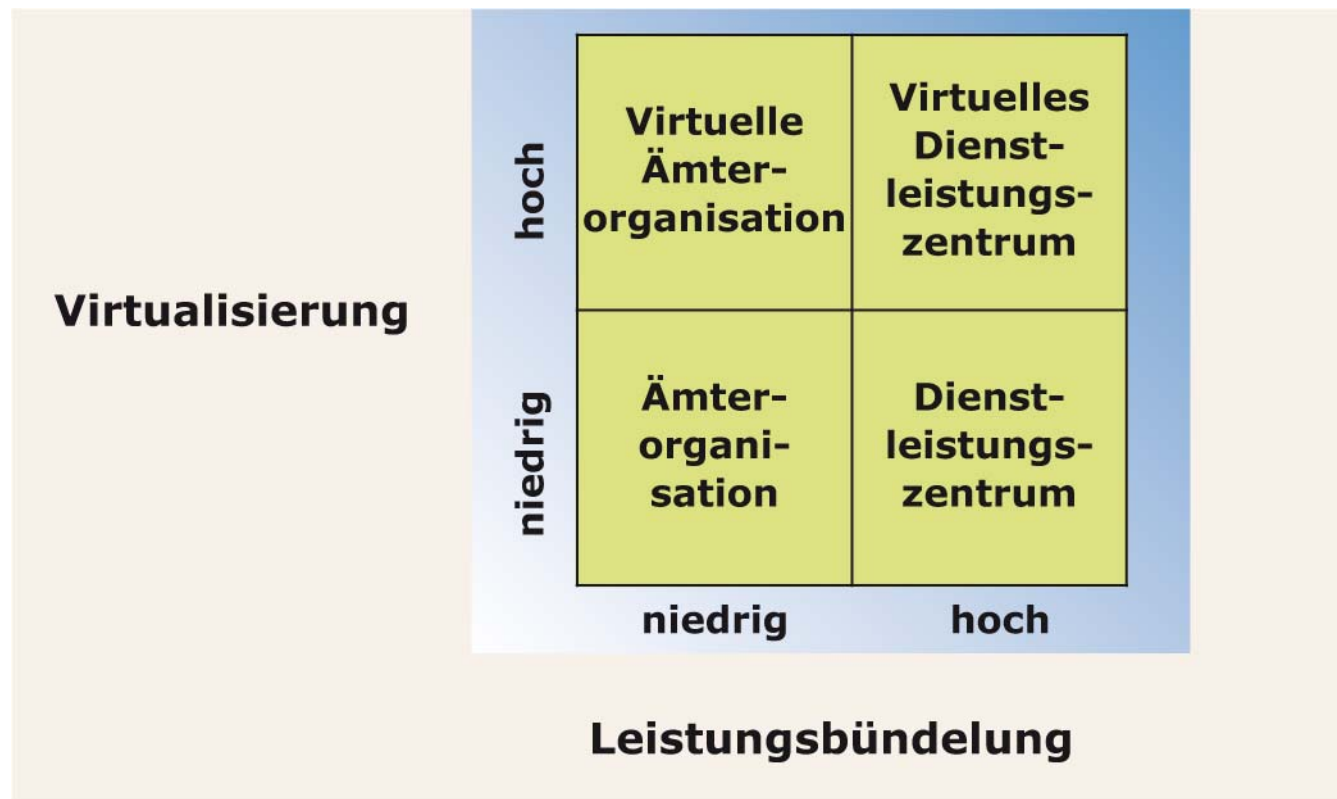 Virtualisierung
hoch
niedrig
Virtuelle
Ämter-
organisation
Virtuelles
Dienst-
leistungs-
zentrum
Ämter-
organi-
sation
Dienst-
leistungs-
zentrum
niedrig
hoch
Leistungsbündelung